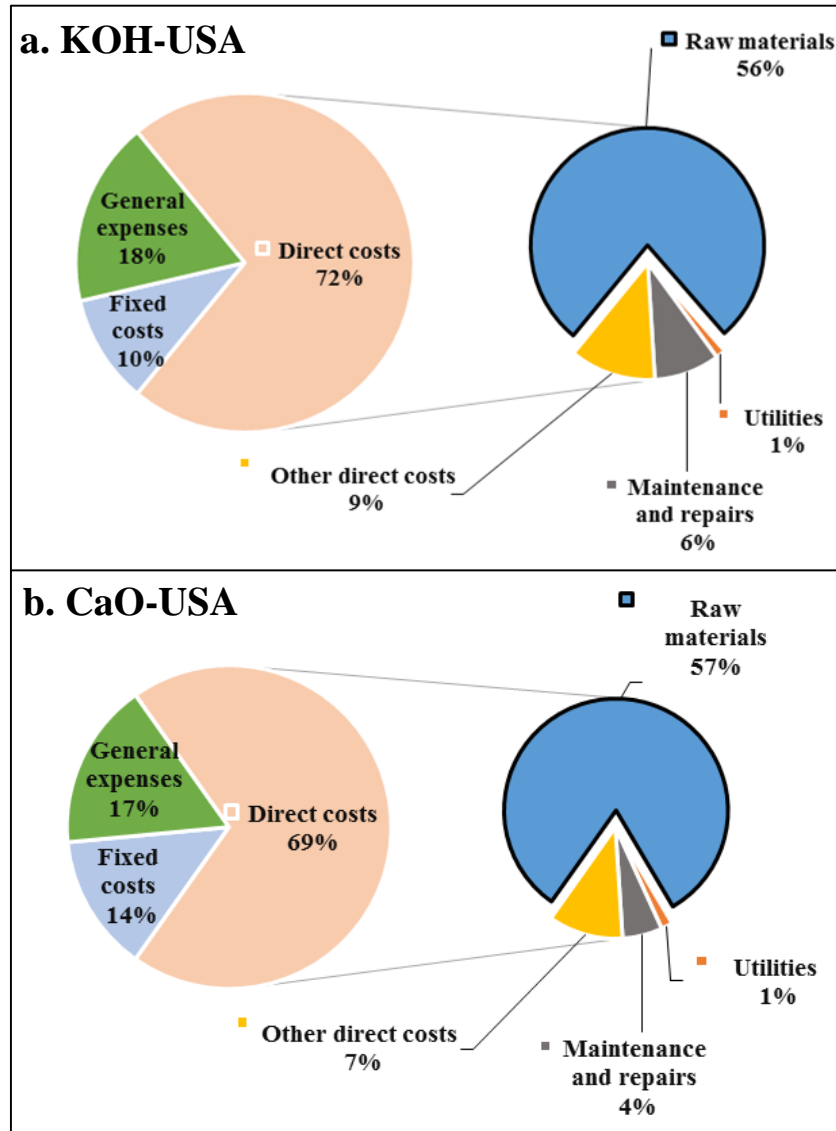 a. KOH-USA
Raw materials
56%
General
expenses
18%
Direct costs
72%
Fixed
costs
10%
Utilities
1%
Other direct costs
9%
Maintenance
and repairs
6%
b. CaO-USA
Raw
materials
57%
General
expenses
17%
Direct costs
69%
Fixed
costs
14%
Utilities
1%
Other direct costs
7%
Maintenance
and repairs
4%